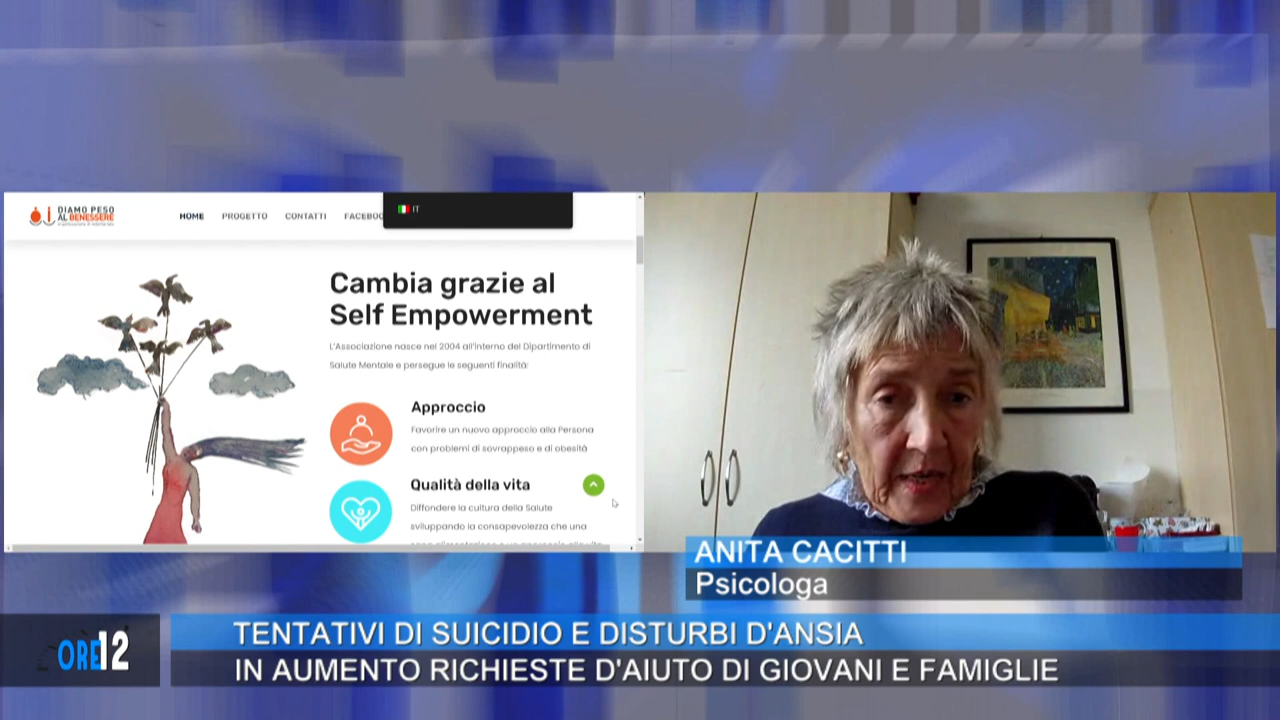 DIAMO PESO
AL BENESSERE
HOME PROGETTO CONTATTI FACEBOO
IT
Cambia grazie al
Self Empowerment
L'Associazione nasce nel 2004 all'interno del Dipartimento di
Salute Mentale e persegue le seguenti finalità:
Approccio
Favorire un nuovo approccio alla Persona
con problemi di sovrappeso e di obesità
Qualità della vita
Diffondere la cultura della Salute
sviluppando la consapevolezza che una
ANITA CACITTI
Psicologa
ORE12
TENTATIVI DI SUICIDIO E DISTURBI D'ANSIA
IN AUMENTO RICHIESTE D'AIUTO DI GIOVANI E FAMIGLIE